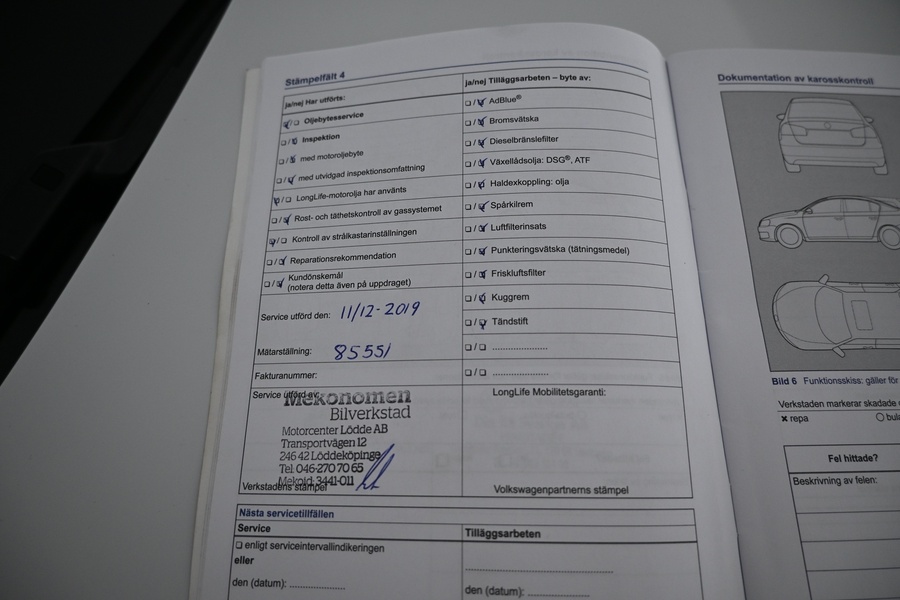 Stämpelfält 4
ja/nej Har utförts:
Oljebytesservice
Inspektion
med motoroljebyte
med utvidgad inspektionsomfattning
LongLife-motorolja har använts
Rost- och täthetskontroll av gassystemet
Kontroll av strålkastarinställningen
Reparationsrekommendation
Kundönskemål
(notera detta även på uppdraget)
Service utförd den: 11/12-2019
Mätarställning: 85551
Fakturanummer:
Service utförd av:
Mekonomen
Bilverkstad
Motorcenter Lödde AB
Transportvägen 12
246 42 Löddeköpinge
Tel 046-270 70 65
Mekoid: 3441-011
Verkstadens stämpel
ja/nej Tilläggsarbeten – byte av:
AdBlue®
Bromsvätska
Dieselbränslefilter
Växellådsolja: DSG®, ATF
Haldexkoppling: olja
Spårkilrem
Luftfilterinsats
Punkteringsvätska (tätningsmedel)
Friskluftsfilter
Kuggrem
Tändstift
LongLife Mobilitetsgaranti:
Volkswagenpartnerns stämpel
Nästa servicetillfällen
Service
enligt serviceintervallindikeringen
eller
den (datum): ..............
Tilläggsarbeten
den (datum): ..............
Dokumentation av karosskontroll
Bild 6 Funktionsskiss: gäller för
Verkstaden markerar skadade
× repa
Fel hittade?
Beskrivning av felen: